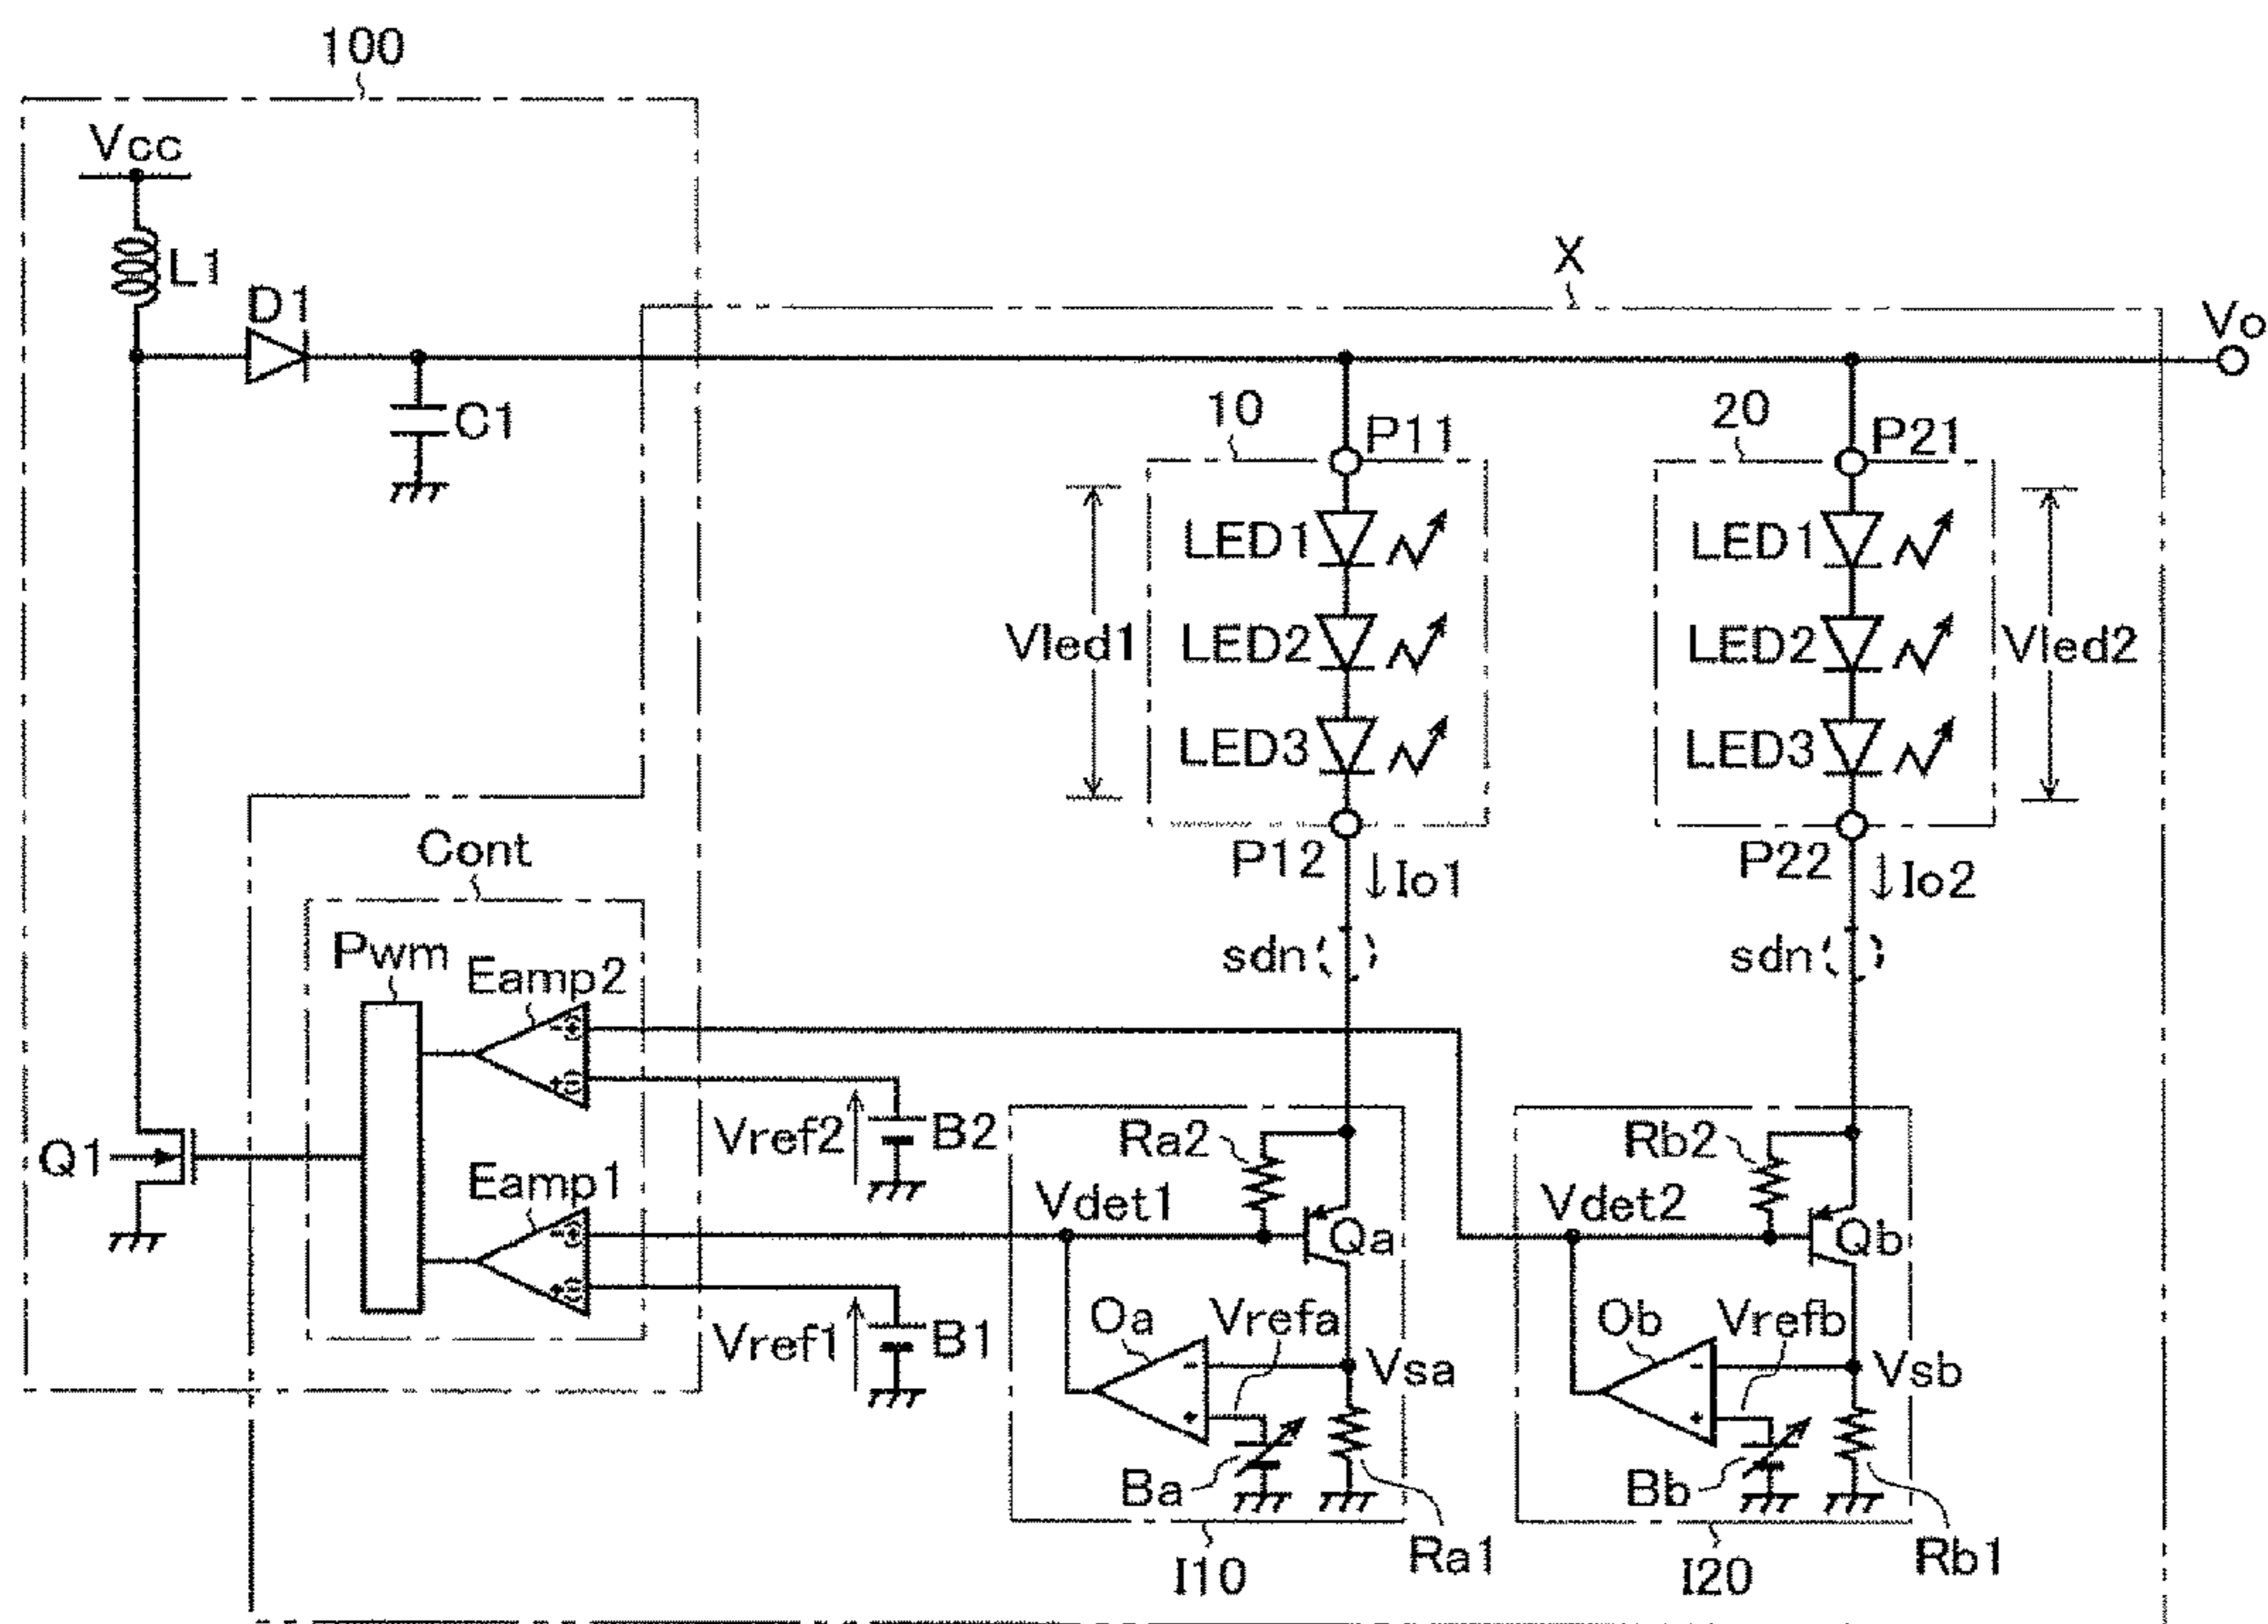 100
Vcc
L1
D1
C1
X
Vo
10
P11
20
P21
LED1
LED1
Vled1
LED2
LED2
Vled2
LED3
LED3
P12
Io1
P22
Io2
Cont
Pwm
Eamp2
- (+)
+ (-)
sdn
sdn
Q1
Vref2
B2
Ra2
Rb2
Eamp1
- (+)
+ (-)
Vdet1
Qa
Vdet2
Qb
Vref1
B1
Oa
Vrefa
-
+
Vsa
Ob
Vrefb
-
+
Vsb
Ba
Ra1
Bb
Rb1
I10
I20